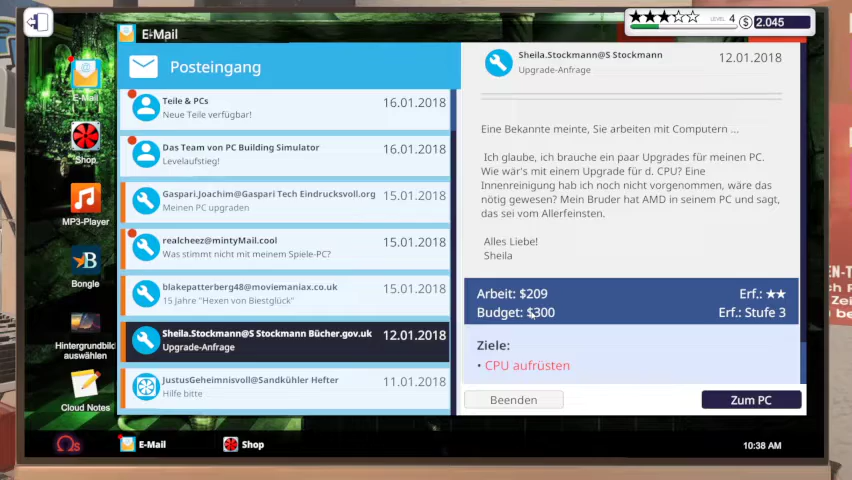 E-Mail
LEVEL 4
$ 2.045
Posteingang
Teile & PCs
16.01.2018
Neue Teile verfügbar!
Das Team von PC Building Simulator
16.01.2018
Levelaufstieg!
Gaspari.Joachim@Gaspari Tech Eindrucksvoll.org
15.01.2018
Meinen PC upgraden
realcheez@mintyMail.cool
15.01.2018
Was stimmt nicht mit meinem Spiele-PC?
blakepatterberg48@moviemaniax.co.uk
15.01.2018
15 Jahre "Hexen von Biestglück"
Sheila.Stockmann@S Stockmann Bücher.gov.uk
12.01.2018
Upgrade-Anfrage
JustusGeheimnisvoll@Sandkühler Hefter
11.01.2018
Hilfe bitte
Sheila.Stockmann@S Stockmann
12.01.2018
Upgrade-Anfrage
Eine Bekannte meinte, Sie arbeiten mit Computern ...
Ich glaube, ich brauche ein paar Upgrades für meinen PC.
Wie wär's mit einem Upgrade für d. CPU? Eine
Innenreinigung hab ich noch nicht vorgenommen, wäre das
nötig gewesen? Mein Bruder hat AMD in seinem PC und sagt,
das sei vom Allerfeinsten.
Alles Liebe!
Sheila
Arbeit: $209
Erf.: ★★
Budget: $300
Erf.: Stufe 3
Ziele:
• CPU aufrüsten
Beenden
Zum PC
E-Mail
Shop
MP3-Player
Bongle
Hintergrundbild
auswählen
Cloud Notes
E-Mail
Shop
10:38 AM